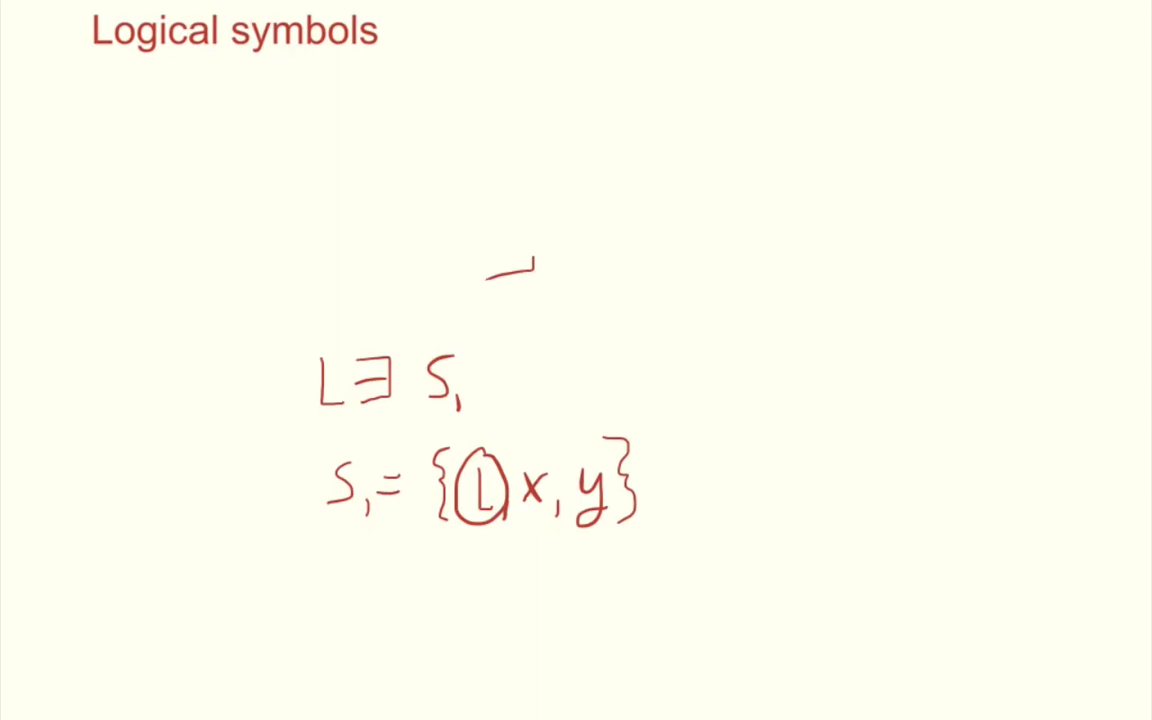 Logical symbols
L∃ S₁
S₁= {L, x, y}